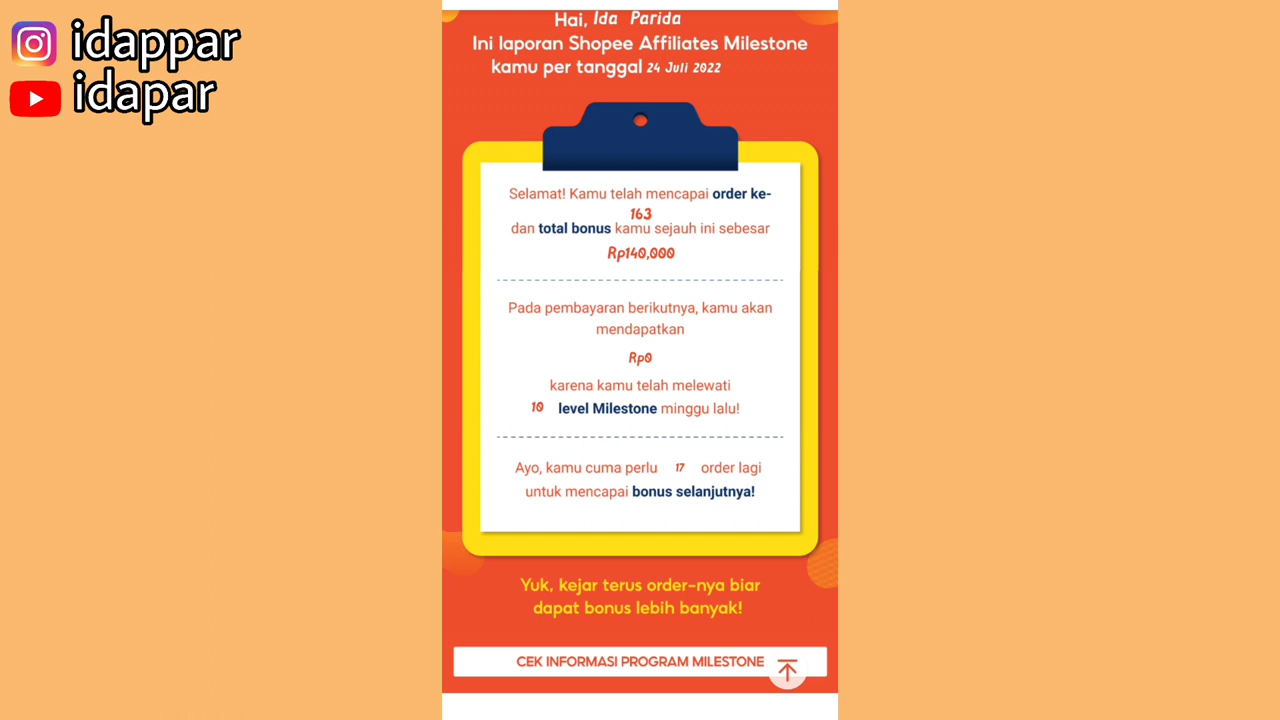 idappar
idapar
Hai, Ida Parida
Ini laporan Shopee Affiliates Milestone
kamu per tanggal 24 Juli 2022
Selamat! Kamu telah mencapai order ke-
163
dan total bonus kamu sejauh ini sebesar
Rp140,000
Pada pembayaran berikutnya, kamu akan
mendapatkan
Rp0
karena kamu telah melewati
10 level Milestone minggu lalu!
Ayo, kamu cuma perlu 17 order lagi
untuk mencapai bonus selanjutnya!
Yuk, kejar terus order-nya biar
dapat bonus lebih banyak!
CEK INFORMASI PROGRAM MILESTONE